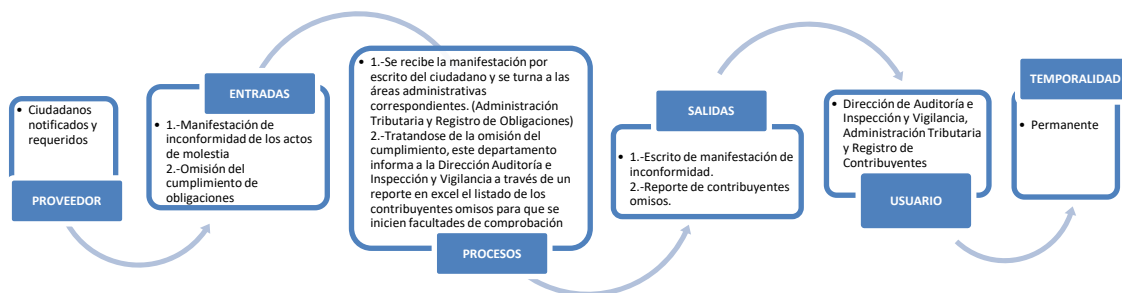 • Ciudadanos
notificados y
requeridos
PROVEEDOR
ENTRADAS
• 1.-Manifestación de
inconformidad de los actos
de molestia
2.-Omisión del
cumplimiento de
obligaciones
• 1.-Se recibe la manifestación por
escrito del ciudadano y se turna a las
áreas administrativas
correspondientes. (Administración
Tributaria y Registro de Obligaciones)
2.-Tratandose de la omisión del
cumplimiento, este departamento
informa a la Dirección Auditoría e
Inspección y Vigilancia a través de un
reporte en excel el listado de los
contribuyentes omisos para que se
inicien facultades de comprobación
PROCESOS
SALIDAS
• 1.-Escrito de manifestación de
inconformidad.
2.-Reporte de contribuyentes
omisos.
• Dirección de Auditoría e
Inspección y Vigilancia,
Administración Tributaria
y Registro de
Contribuyentes
USUARIO
TEMPORALIDAD
• Permanente